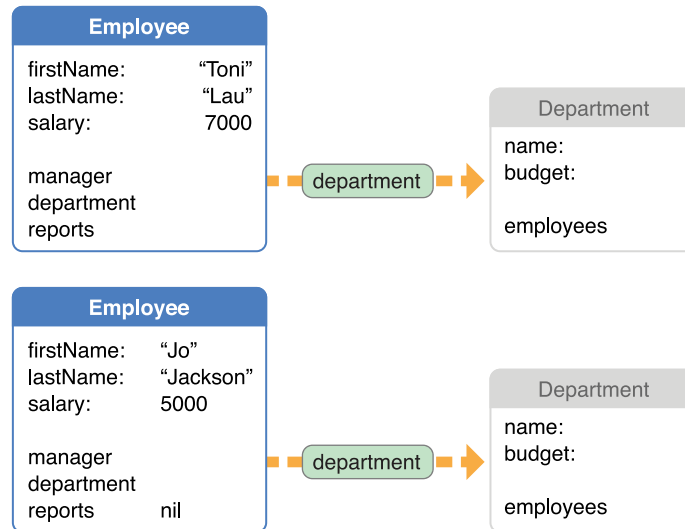 Employee
firstName: “Toni”
lastName: “Lau”
salary: 7000
manager
department
reports
department
Department
name:
budget:
employees
Employee
firstName: “Jo”
lastName: “Jackson”
salary: 5000
manager
department
reports nil
department
Department
name:
budget:
employees